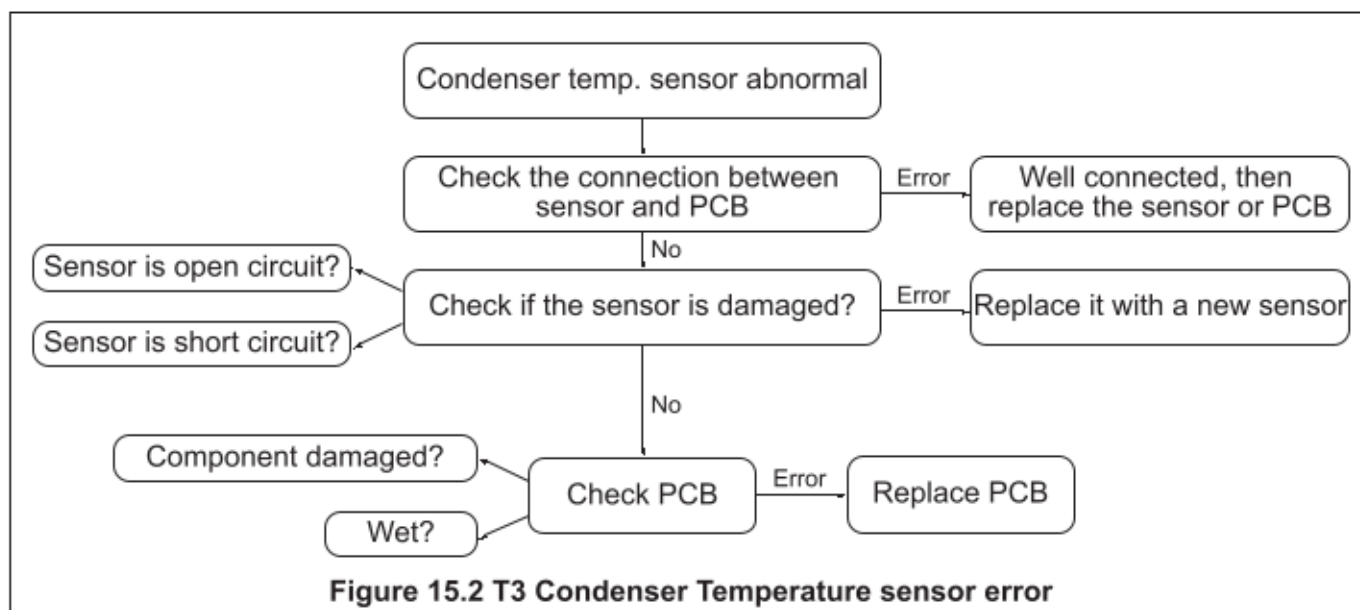 Condenser temp. sensor abnormal
Check the connection between
sensor and PCB
Error
Well connected, then
replace the sensor or PCB
No
Sensor is open circuit?
Sensor is short circuit?
Check if the sensor is damaged?
Error
Replace it with a new sensor
No
Component damaged?
Wet?
Check PCB
Error
Replace PCB
Figure 15.2 T3 Condenser Temperature sensor error